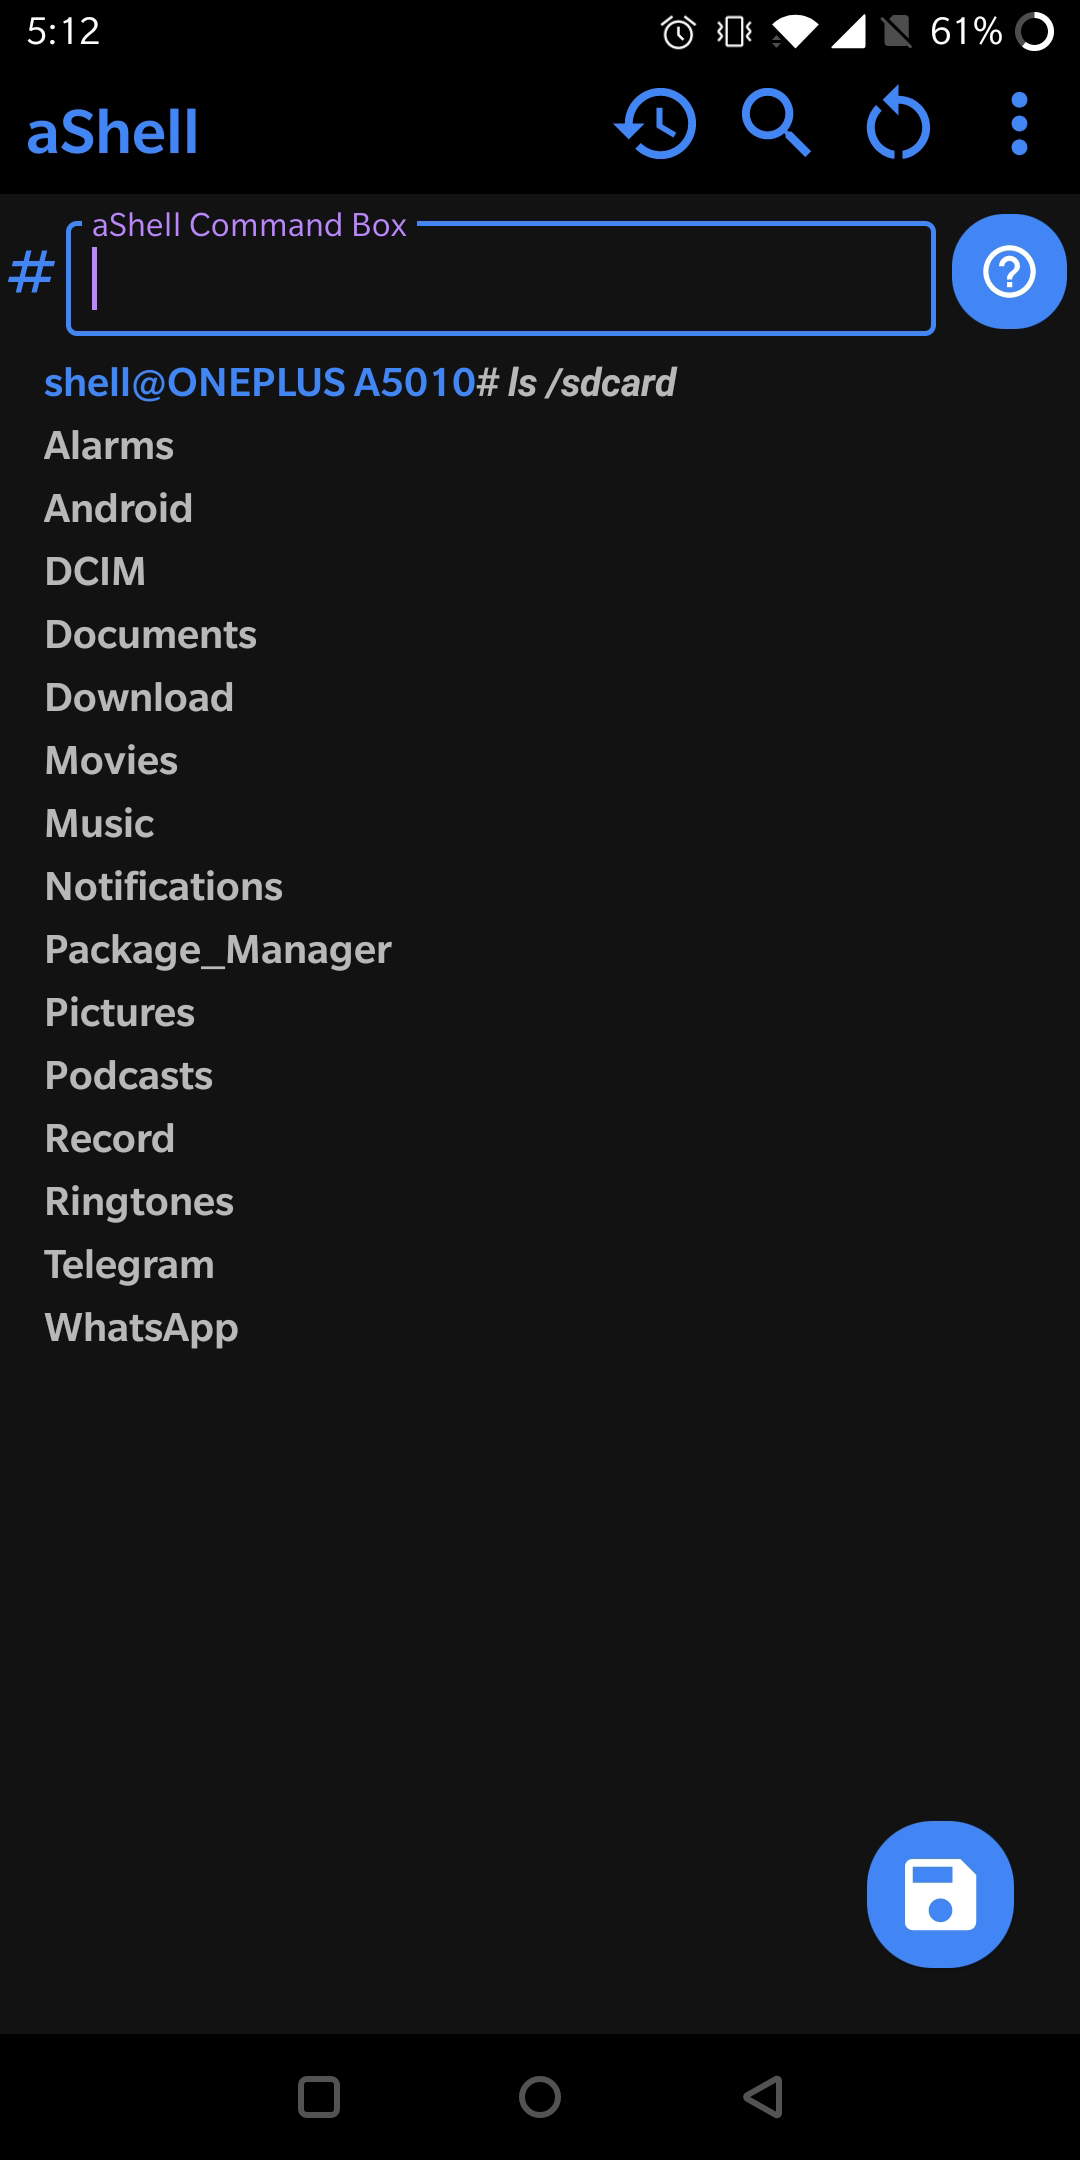 5:12
61%
aShell
aShell Command Box
#
shell@ONEPLUS A5010# ls /sdcard
Alarms
Android
DCIM
Documents
Download
Movies
Music
Notifications
Package_Manager
Pictures
Podcasts
Record
Ringtones
Telegram
WhatsApp